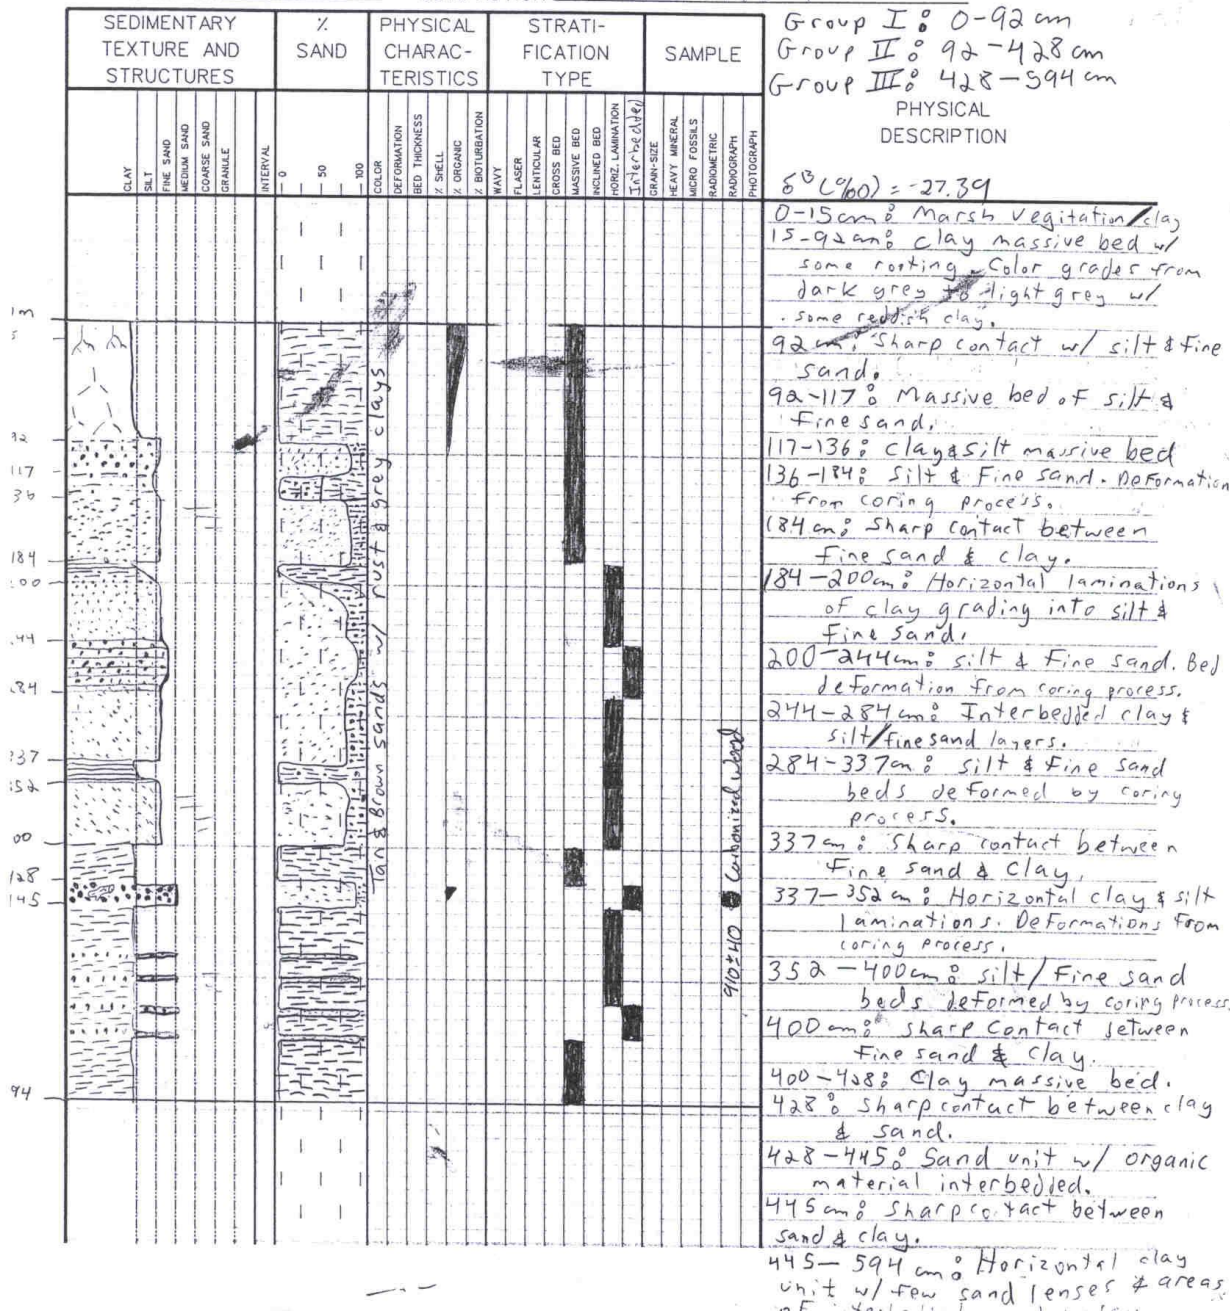 SEDIMENTARY
TEXTURE AND
STRUCTURES
%
SAND
PHYSICAL
CHARAC-
TERISTICS
STRATI-
FICATION
TYPE
SAMPLE
Group I: 0-92 cm
Group II: 92-428 cm
Group III: 428-594 cm
PHYSICAL
DESCRIPTION
CLAY
SILT
FINE SAND
MEDIUM SAND
COARSE SAND
GRANULE
INTERVAL
0
50
100
COLOR
DEFORMATION
BED THICKNESS
% SHELL
% ORGANIC
% BIOTURBATION
WAVY
FLASER
LENTICULAR
CROSS BED
MASSIVE BED
INCLINED BED
HORIZ. LAMINATION
Interbedded
GRAIN-SIZE
HEAVY MINERAL
MICRO FOSSILS
RADIOMETRIC
RADIOGRAPH
PHOTOGRAPH
δ13 (‰) = -27.39
0-15cm: Marsh Vegitation/clay
15-92cm: clay massive bed w/
some rooting. Color grades from
dark grey to light grey w/
some reddish clay.
92cm: Sharp contact w/ silt & fine
sand.
92-117: Massive bed of silt &
fine sand.
117-136: clay & silt massive bed
136-184: silt & Fine sand. Deformation
from coring process.
184cm: sharp contact between
fine sand & clay.
184-200cm: Horizontal laminations
of clay grading into silt &
fine sand.
200-244cm: silt & fine sand. Bed
deformation from coring process.
244-284cm: Interbedded clay &
silt/finesand layers.
284-337cm: silt & Fine sand
beds deformed by coring
process.
337cm: sharp contact between
fine sand & clay.
337-352cm: Horizontal clay & silt
laminations. Deformations from
coring process.
352-400cm: silt/Fine sand
beds deformed by coring process.
400cm: sharp contact between
fine sand & clay.
400-428: Clay massive bed.
428: sharp contact between clay
& sand.
428-445: Sand unit w/ organic
material interbedded.
445cm: sharp contact between
sand & clay.
445-594cm: Horizontal clay
unit w/ few sand lenses & areas
1m
5
92
117
36
184
00
44
84
337
352
00
128
145
94
Tan & Brown sands w/ rust & grey clays
910±40 Carbonized wood